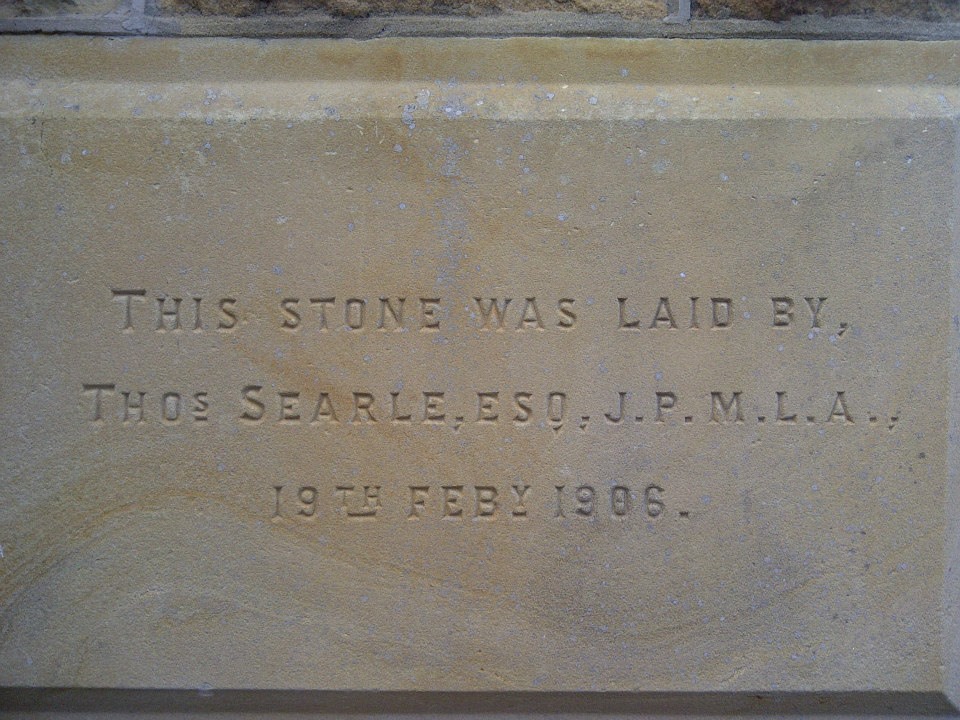 THIS STONE WAS LAID BY,
THOS SEARLE, ESQ, J.P. M.L.A.,
19TH FEBY 1906.